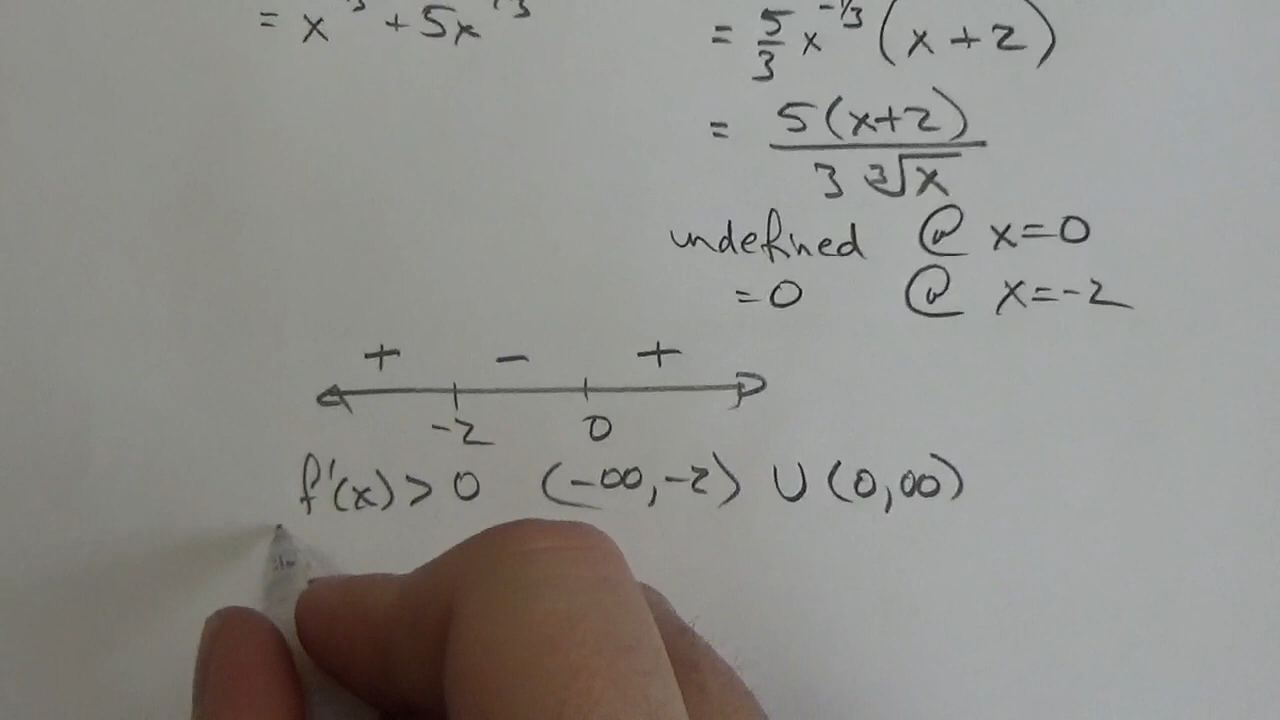 = x + 5x
= 5/3 x^-1/3 (x + 2)
= 5(x+2) / 3 ∛x
undefined @ x=0
=0 @ x=-2
+ - +
-2 0
f'(x) > 0 (-∞,-2) ∪ (0,∞)